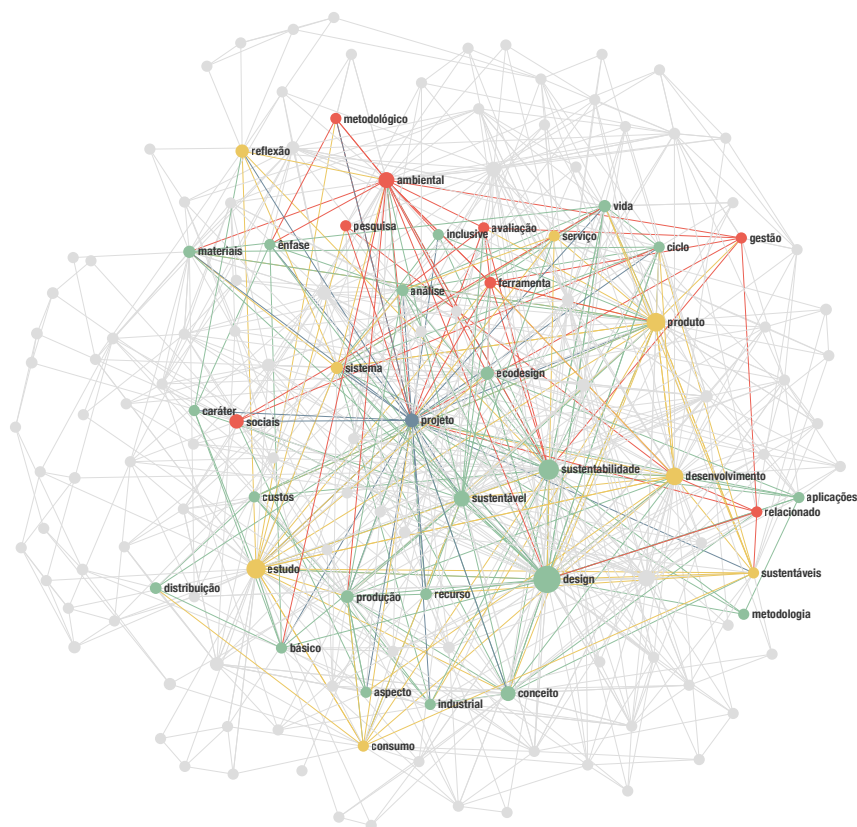 metodológico
reflexão
ambiental
vida
pesquisa
avaliação
inclusive
serviço
gestão
ênfase
ciclo
materiais
ferramenta
análise
produto
sistema
ecodesign
caráter
projeto
sociais
sustentabilidade
desenvolvimento
custos
sustentável
aplicações
relacionado
estudo
sustentáveis
design
distribuição
produção
recurso
metodologia
básico
aspecto
conceito
industrial
consumo